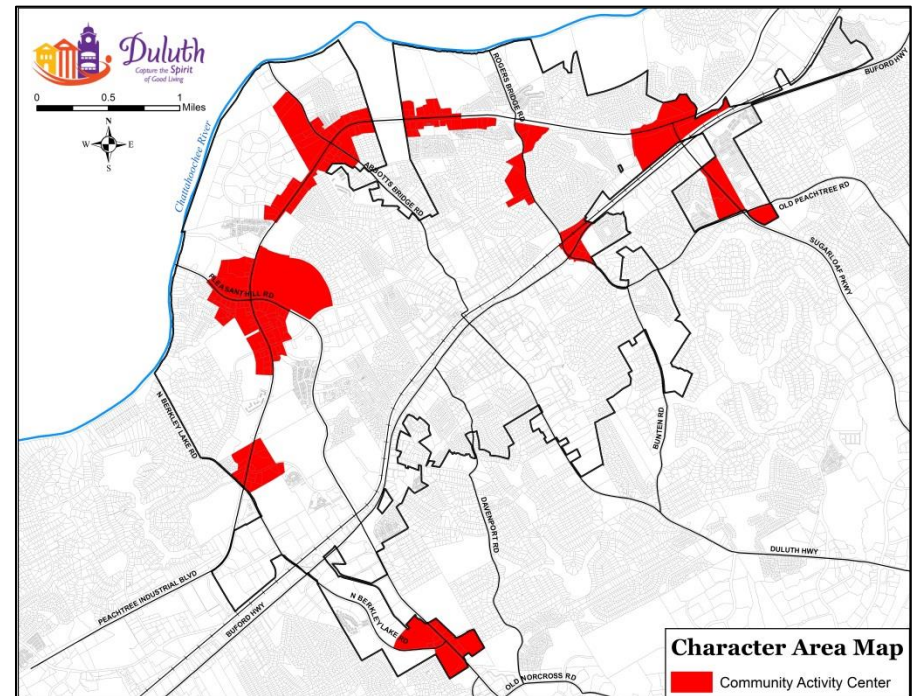 Duluth
Capture the Spirit
of Good Living
0 0.5 1
Miles
N
W E
S
Chattahoochee River
ROGERS BRIDGE RD
BUFORD HWY
ABBOTTS BRIDGE RD
OLD PEACHTREE RD
SUGARLOAF PKWY
PLEASANT HILL RD
N BERKLEY LAKE RD
BUNTEN RD
DAVENPORT RD
DULUTH HWY
PEACHTREE INDUSTRIAL BLVD
BUFORD HWY
N BERKLEY LAKE RD
OLD NORCROSS RD
Character Area Map
Community Activity Center